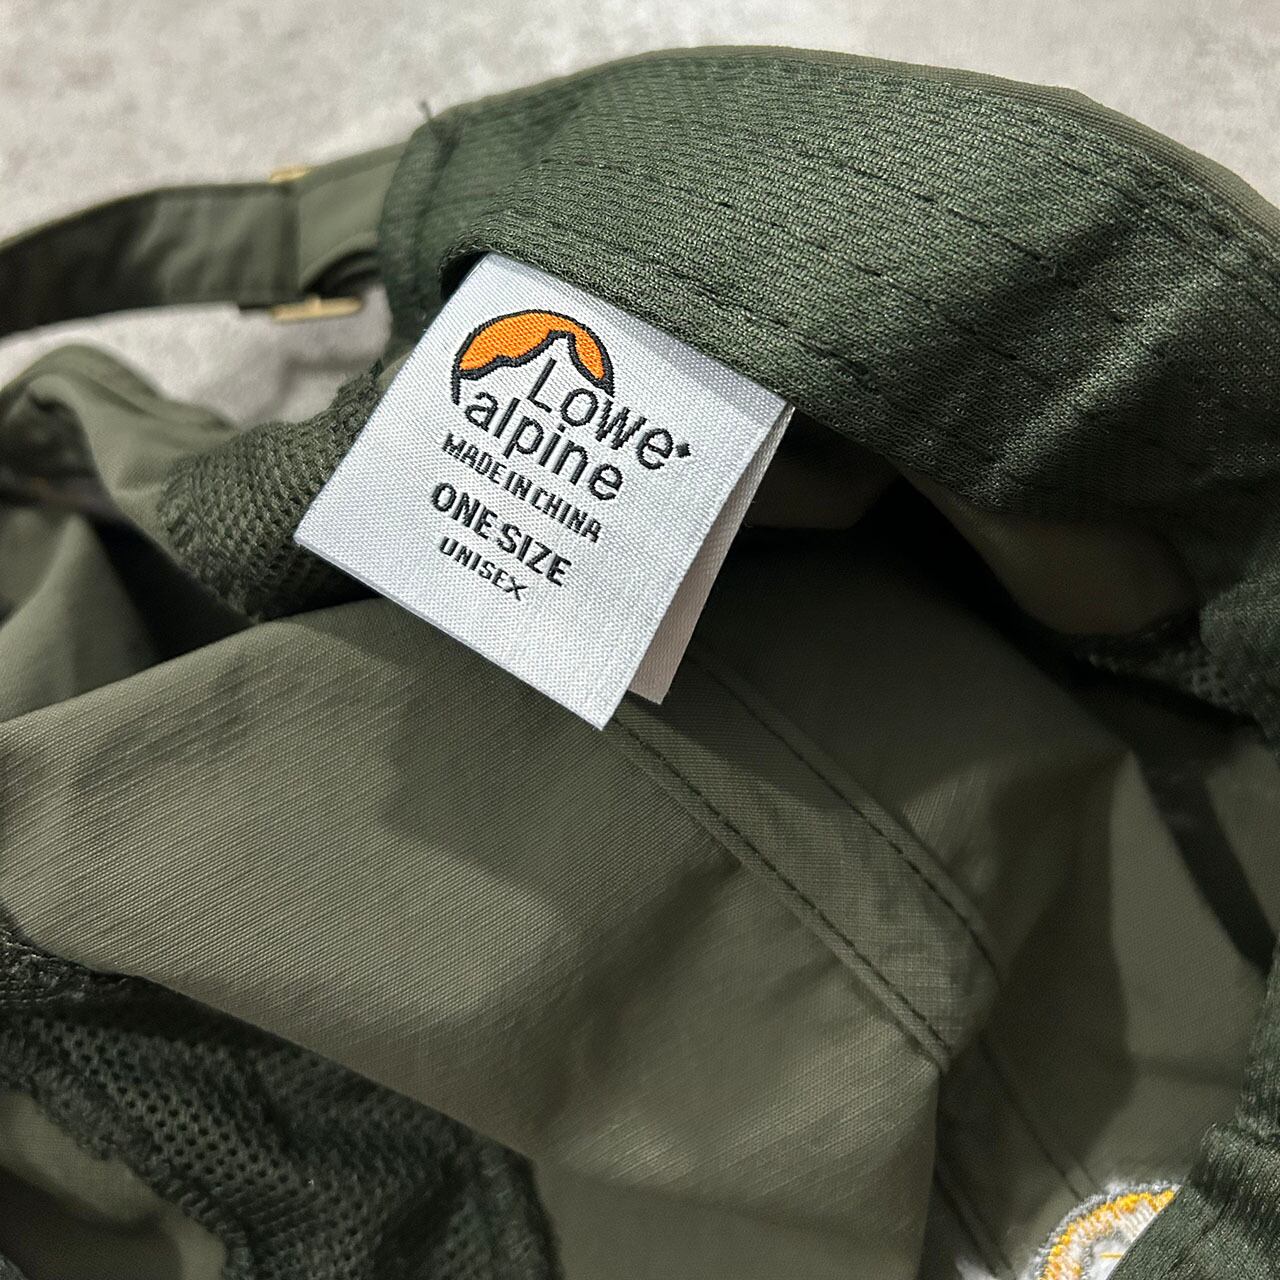 Lowe
alpine
MADE IN CHINA
ONE SIZE
UNISEX